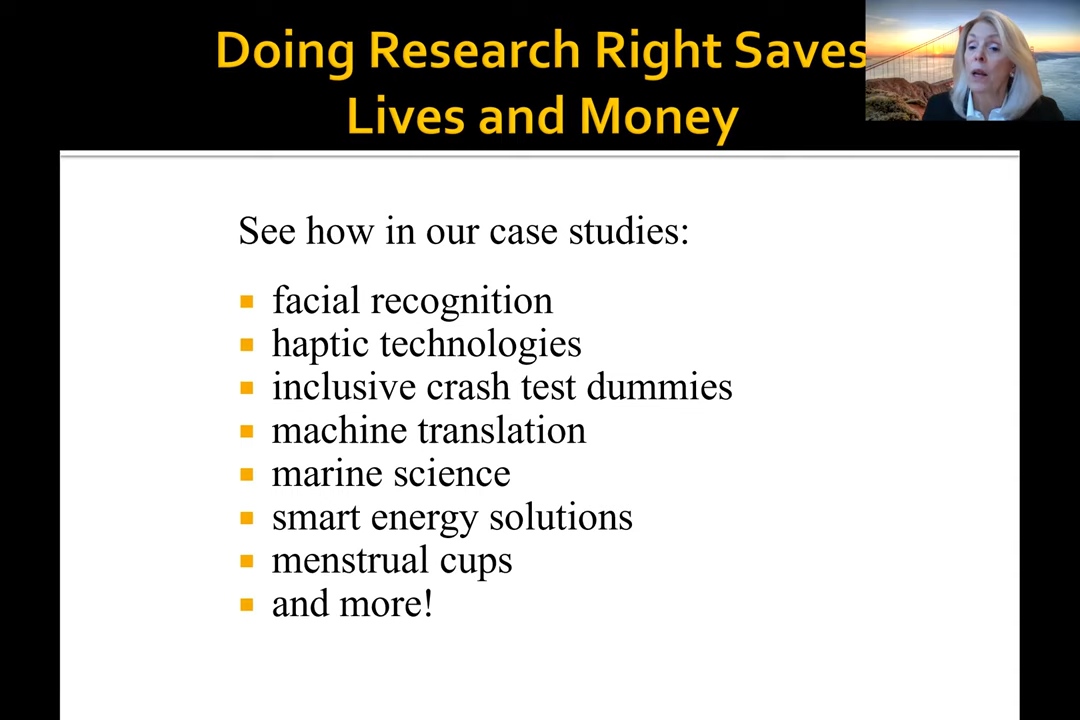 Doing Research Right Saves
Lives and Money
See how in our case studies:
facial recognition
haptic technologies
inclusive crash test dummies
machine translation
marine science
smart energy solutions
menstrual cups
and more!